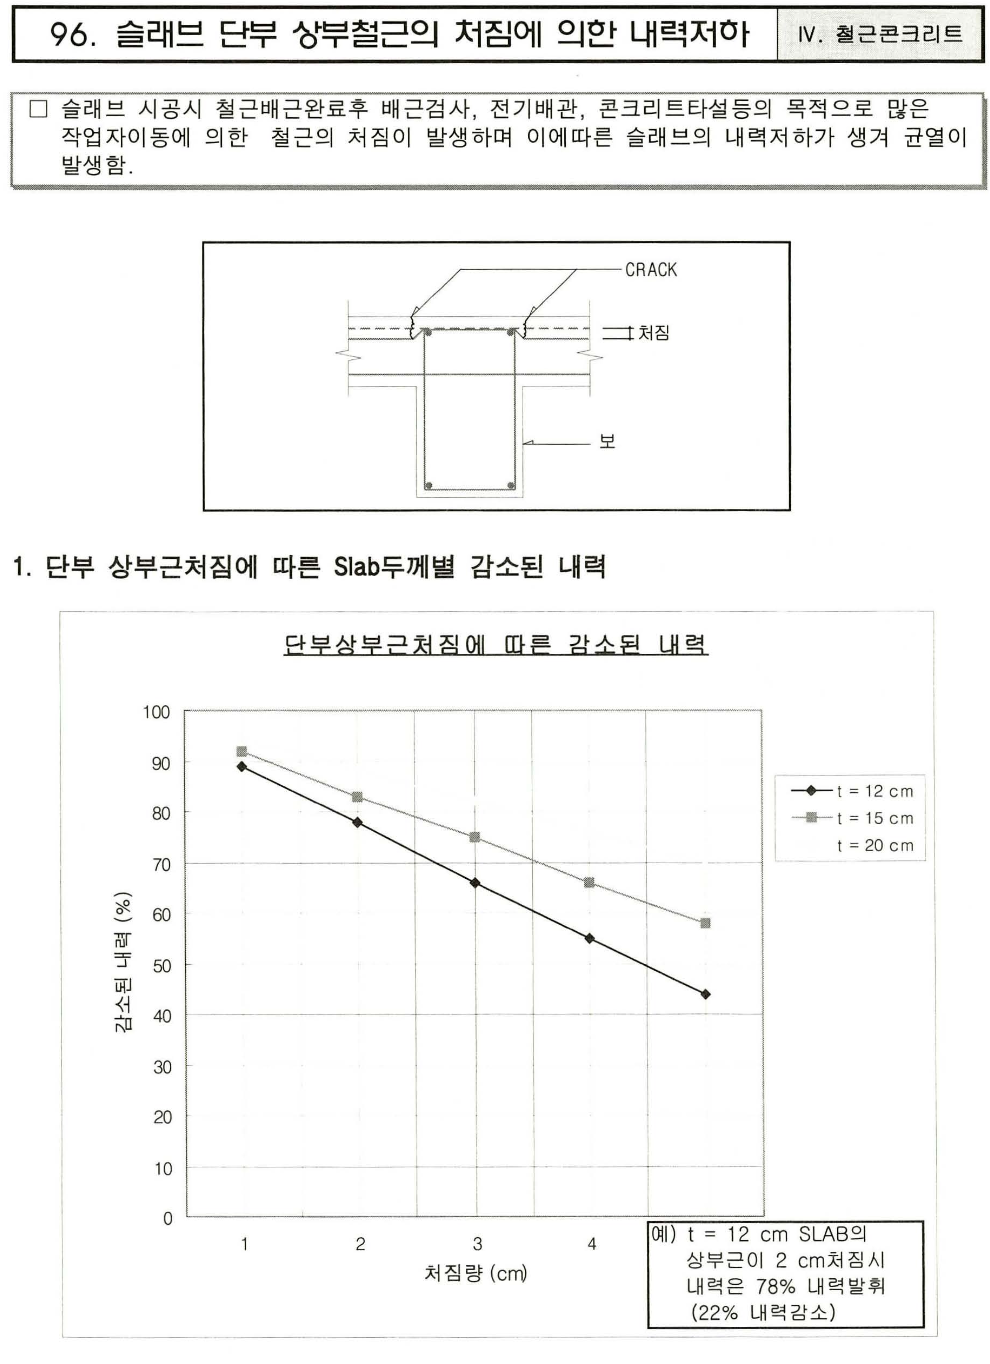 96. 슬래브 단부 상부철근의 처짐에 의한 내력저하
Ⅳ. 철근콘크리트
□ 슬래브 시공시 철근배근완료후 배근검사, 전기배관, 콘크리트타설등의 목적으로 많은
작업자이동에 의한 철근의 처짐이 발생하며 이에따른 슬래브의 내력저하가 생겨 균열이
발생함.
CRACK
처짐
보
1. 단부 상부근처짐에 따른 Slab두께별 감소된 내력
단부상부근처짐에 따른 감소된 내력
100
90
80
70
60
50
40
30
20
10
0
감소된 내력 (%)
1
2
3
4
처짐량 (cm)
t = 12 cm
t = 15 cm
t = 20 cm
예) t = 12 cm SLAB의
상부근이 2 cm처짐시
내력은 78% 내력발휘
(22% 내력감소)